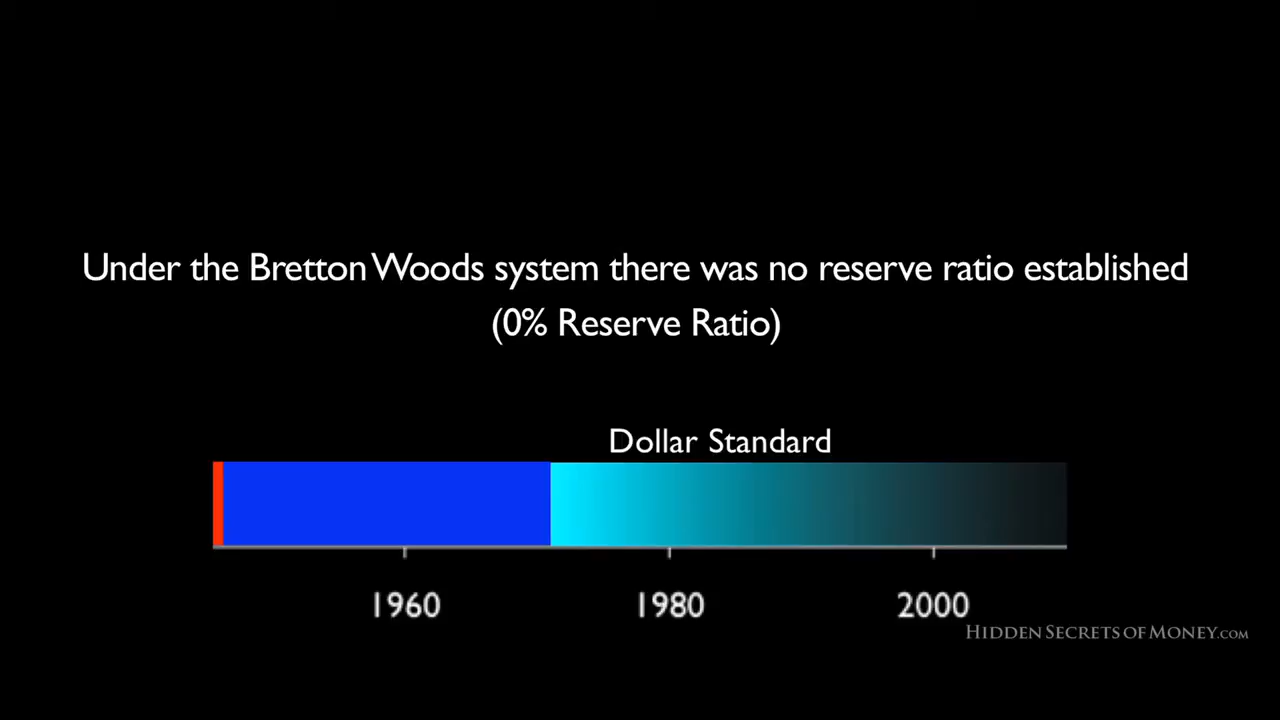 Under the Bretton Woods system there was no reserve ratio established
(0% Reserve Ratio)
Dollar Standard
1960 1980 2000
HIDDEN SECRETS OF MONEY.COM